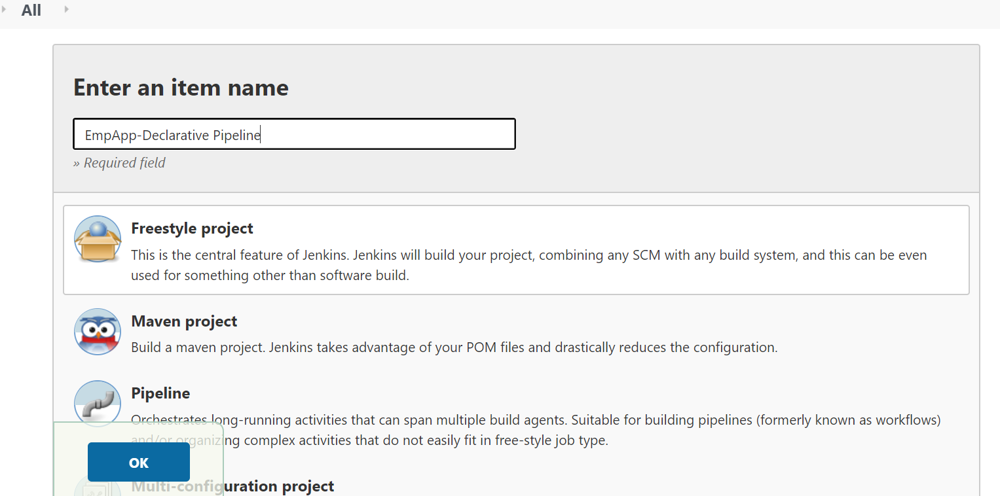 All
Enter an item name
EmpApp-Declarative Pipeline
» Required field
Freestyle project
This is the central feature of Jenkins. Jenkins will build your project, combining any SCM with any build system, and this can be even
used for something other than software build.
Maven project
Build a maven project. Jenkins takes advantage of your POM files and drastically reduces the configuration.
Pipeline
Orchestrates long-running activities that can span multiple build agents. Suitable for building pipelines (formerly known as workflows)
and/or organizing complex activities that do not easily fit in free-style job type.
OK
Multi-configuration project